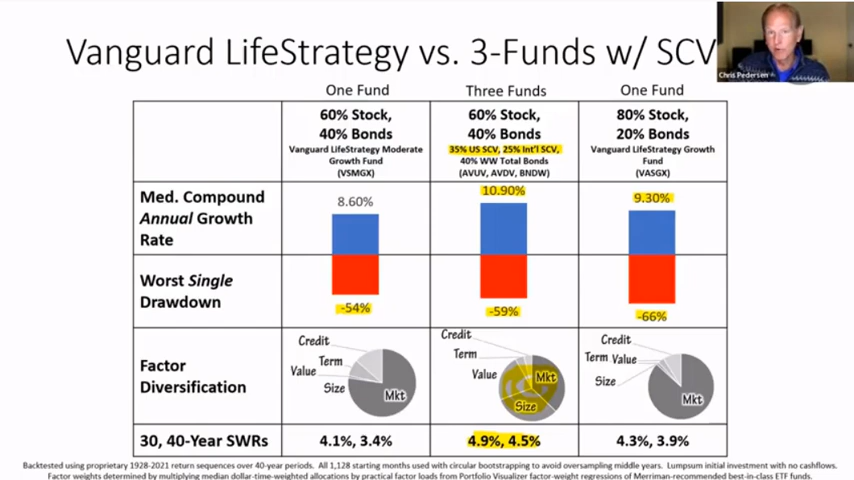 Vanguard LifeStrategy vs. 3-Funds w/ SCV
Chris Pedersen
One Fund
Three Funds
One Fund
60% Stock,
40% Bonds
Vanguard LifeStrategy Moderate
Growth Fund
(VSMGX)
60% Stock,
40% Bonds
35% US SCV, 25% Int'l SCV,
40% WW Total Bonds
(AVUV, AVDV, BNDW)
80% Stock,
20% Bonds
Vanguard LifeStrategy Growth
Fund
(VASGX)
Med. Compound
Annual Growth
Rate
8.60%
10.90%
9.30%
Worst Single
Drawdown
-54%
-59%
-66%
Factor
Diversification
Credit
Term
Value
Size
Mkt
Credit
Term
Value
Mkt
Size
Credit
Term Value
Size
Mkt
30, 40-Year SWRs
4.1%, 3.4%
4.9%, 4.5%
4.3%, 3.9%
Backtested using proprietary 1928-2021 return sequences over 40-year periods. All 1,128 starting months used with circular bootstrapping to avoid oversampling middle years. Lumpsum initial investment with no cashflows.
Factor weights determined by multiplying median dollar-time-weighted allocations by practical factor loads from Portfolio Visualizer factor-weight regressions of Merriman-recommended best-in-class ETF funds.